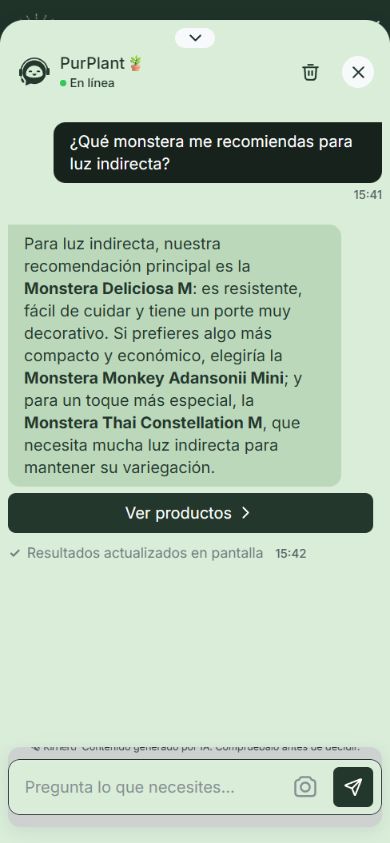 PurPlant
En línea
¿Qué monstera me recomiendas para
luz indirecta?
15:41
Para luz indirecta, nuestra
recomendación principal es la
Monstera Deliciosa M: es resistente,
fácil de cuidar y tiene un porte muy
decorativo. Si prefieres algo más
compacto y económico, elegiría la
Monstera Monkey Adansonii Mini; y
para un toque más especial, la
Monstera Thai Constellation M, que
necesita mucha luz indirecta para
mantener su variegación.
Ver productos
Resultados actualizados en pantalla 15:42
Contenido generado por IA. Compruébalo antes de decidir.
Pregunta lo que necesites...